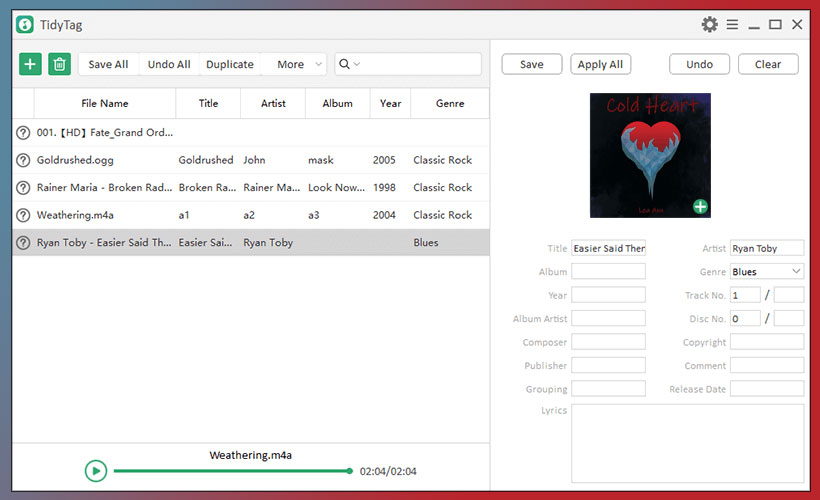 TidyTag
Save All Undo All Duplicate More
File Name Title Artist Album Year Genre
001.【HD】Fate_Grand Ord...
Goldrushed.ogg Goldrushed John mask 2005 Classic Rock
Rainer Maria - Broken Rad... Broken Ra... Rainer Ma... Look Now... 1998 Classic Rock
Weathering.m4a a1 a2 a3 2004 Classic Rock
Ryan Toby - Easier Said Th... Easier Sai... Ryan Toby Blues
Weathering.m4a
02:04/02:04
Save Apply All Undo Clear
Cold Heart
Title Easier Said Ther Artist Ryan Toby
Album Genre Blues
Year Track No. 1 /
Album Artist Disc No. 0 /
Composer Copyright
Publisher Comment
Grouping Release Date
Lyrics